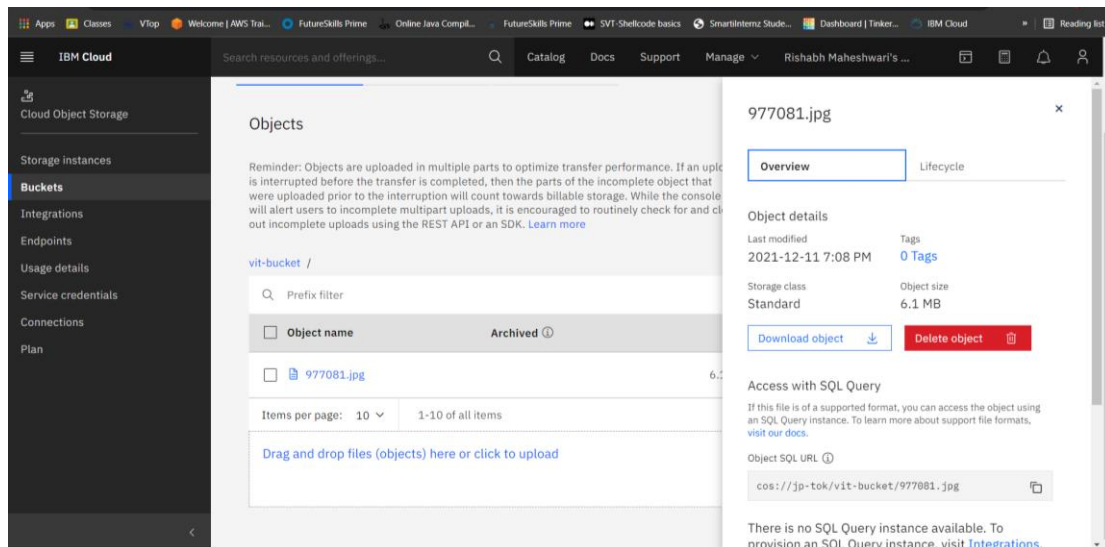 Apps Classes VTop Welcome | AWS Trai... FutureSkills Prime Online Java Compil... FutureSkills Prime SVT-Shellcode basics SmartInternz Stude... Dashboard | Tinker... IBM Cloud » Reading list
IBM Cloud Search resources and offerings... Catalog Docs Support Manage Rishabh Maheshwari's ...
Cloud Object Storage
Storage instances
Buckets
Integrations
Endpoints
Usage details
Service credentials
Connections
Plan
Objects
Reminder: Objects are uploaded in multiple parts to optimize transfer performance. If an uplo
is interrupted before the transfer is completed, then the parts of the incomplete object that
were uploaded prior to the interruption will count towards billable storage. While the console
will alert users to incomplete multipart uploads, it is encouraged to routinely check for and cl
out incomplete uploads using the REST API or an SDK. Learn more
vit-bucket /
Prefix filter
Object name Archived
977081.jpg 6.1
Items per page: 10 1-10 of all items
Drag and drop files (objects) here or click to upload
977081.jpg
Overview Lifecycle
Object details
Last modified Tags
2021-12-11 7:08 PM 0 Tags
Storage class Object size
Standard 6.1 MB
Download object Delete object
Access with SQL Query
If this file is of a supported format, you can access the object using
an SQL Query instance. To learn more about support file formats,
visit our docs.
Object SQL URL
cos://jp-tok/vit-bucket/977081.jpg
There is no SQL Query instance available. To
provision an SQL Query instance, visit Integrations.